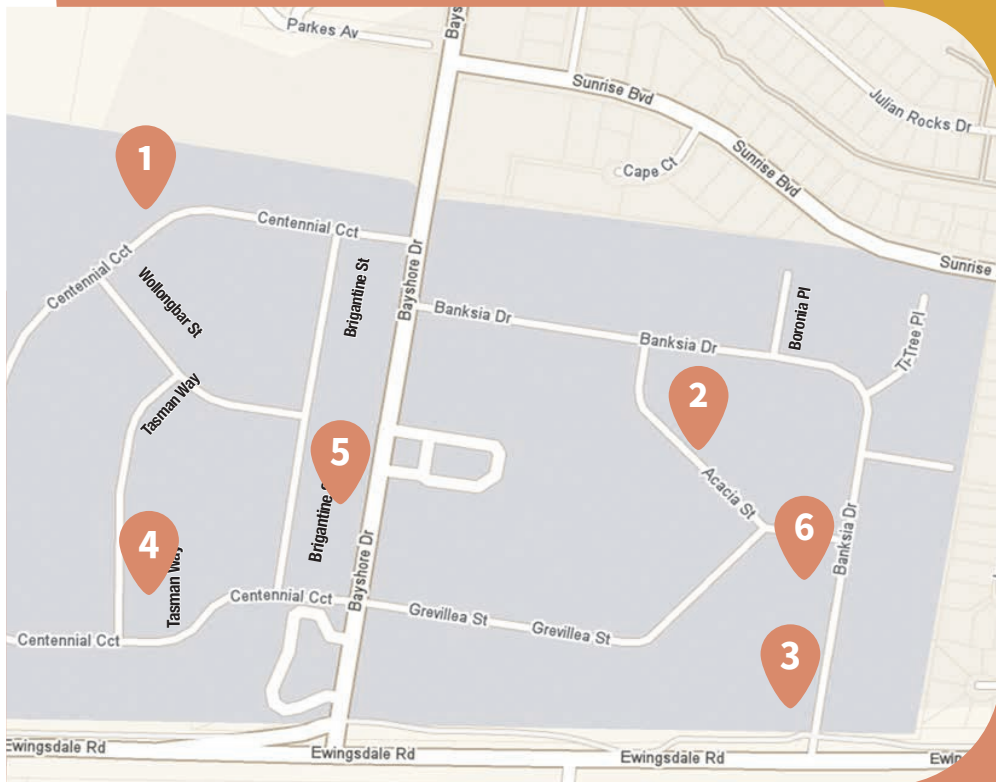 Parkes Av
Bays
Sunrise Bvd
Julian Rocks Dr
Cape Ct
Sunrise Bvd
1
Centennial Cct
Sunrise
Centennial Cct
Wollongbar St
Brigantine St
Bayshore Dr
Banksia Dr
Boronia Pl
Banksia Dr
Ti-Tree Pl
Tasman Way
2
5
Acacia St
Brigantine S
4
6
Banksia Dr
Tasman Way
Bayshore Dr
Centennial Cct
Grevillea St
Grevillea St
Centennial Cct
3
Ewingsdale Rd
Ewingsdale Rd
Ewingsdale Rd
Ewin